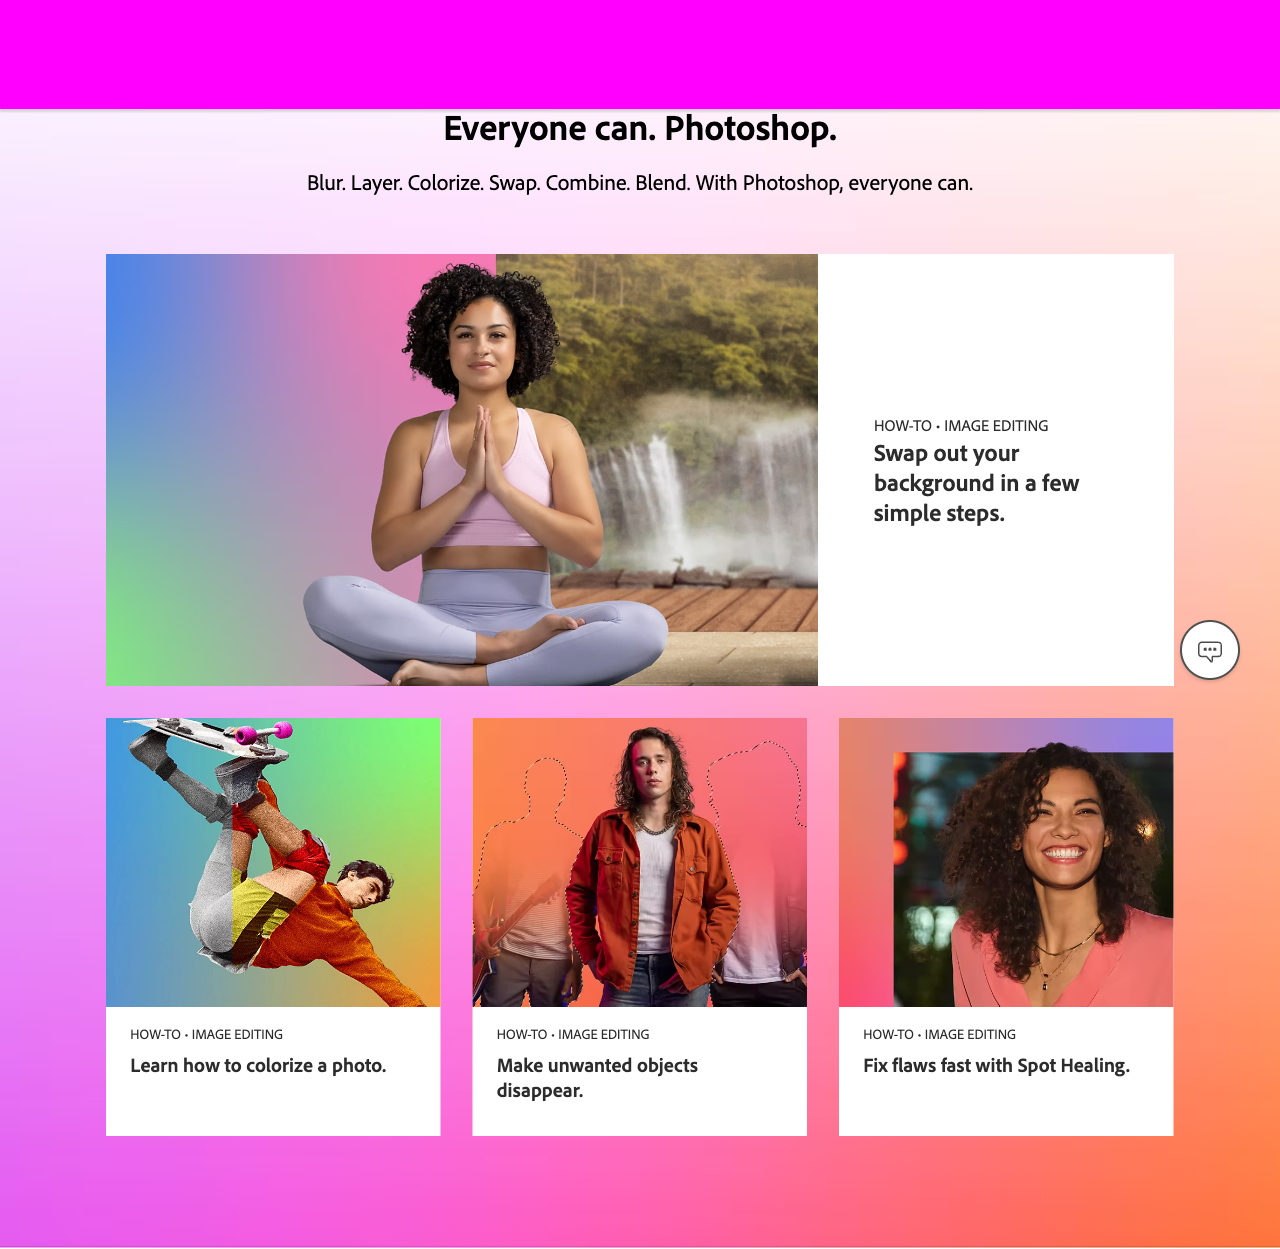 Everyone can. Photoshop.
Blur. Layer. Colorize. Swap. Combine. Blend. With Photoshop, everyone can.
HOW-TO • IMAGE EDITING
Swap out your
background in a few
simple steps.
HOW-TO • IMAGE EDITING
Learn how to colorize a photo.
HOW-TO • IMAGE EDITING
Make unwanted objects
disappear.
HOW-TO • IMAGE EDITING
Fix flaws fast with Spot Healing.